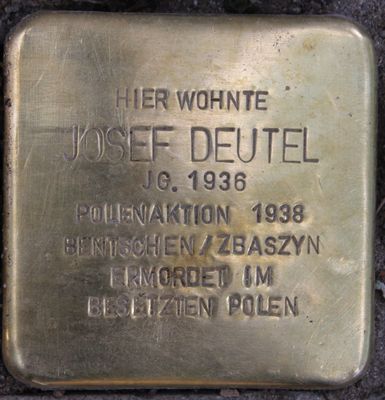 HIER WOHNTE
JOSEF DEUTEL
JG. 1936
POLENAKTION 1938
BENTSCHEN/ZBASZYN
ERMORDET IM
BESETZTEN POLEN